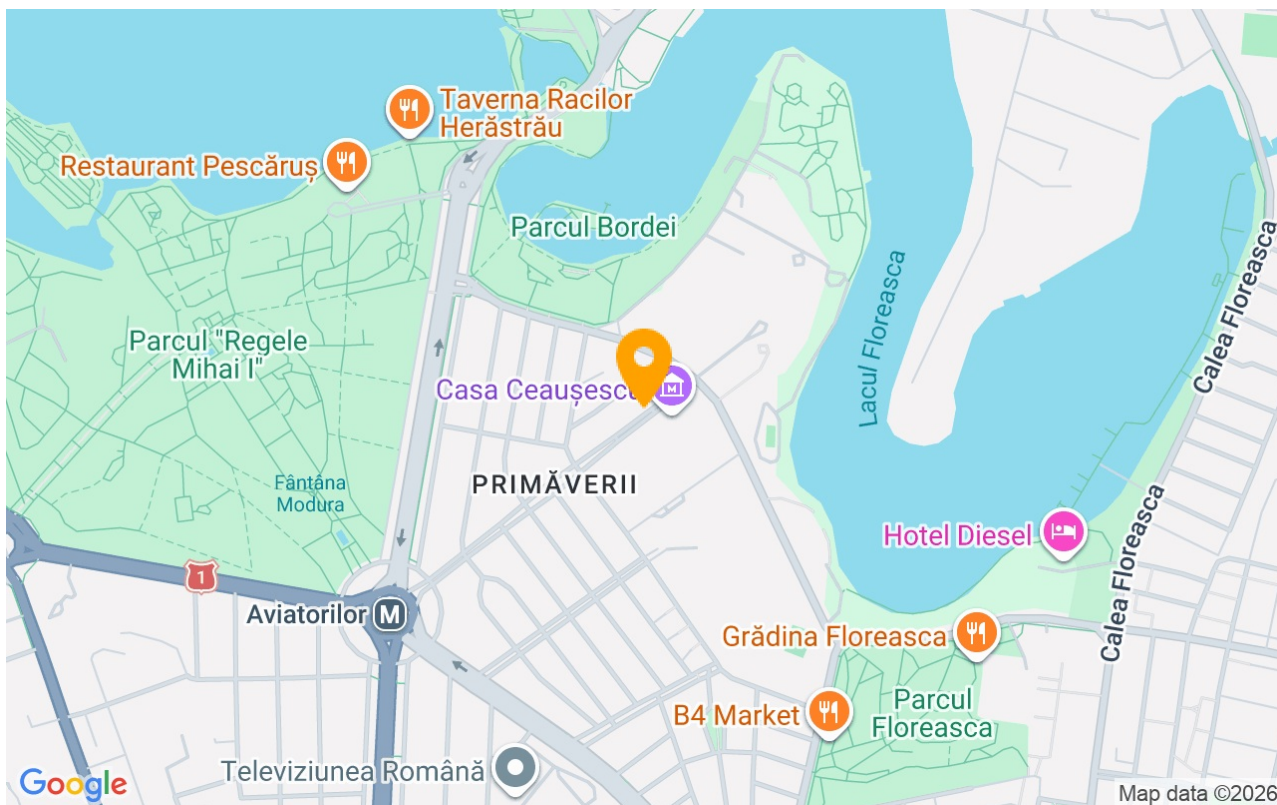 Taverna Racilor
Herăstrău
Restaurant Pescăruș
Parcul Bordei
Lacul Floreasca
Calea Floreasca
Parcul "Regele
Mihai I"
Casa Ceaușescu
M
PRIMĂVERII
Fântâna
Modura
Calea Floreasca
Hotel Diesel
1
Aviatorilor M
Grădina Floreasca
Parcul
Floreasca
B4 Market
Televiziunea Română
Google
Map data ©2026